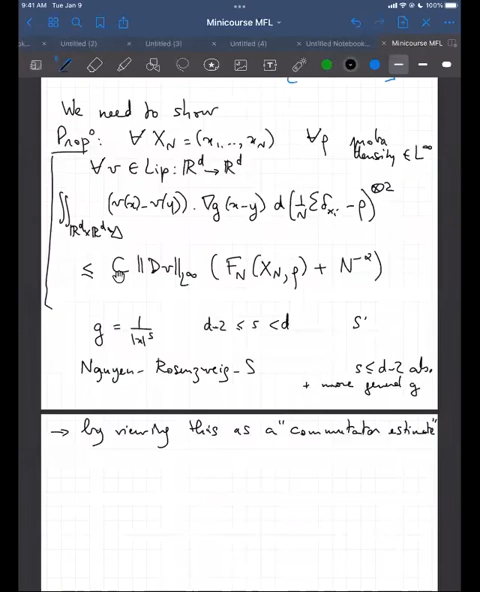 9:41 AM Tue Jan 9
100%
Minicourse MFL
Untitled (2)
Untitled (3)
Untitled (4)
Untitled Notebook...
Minicourse MFL
We need to show
Prop°: ∀ X_N = (x_1, ..., x_N) ∀ρ proba density ∈ L^∞
∀ v ∈ Lip: ℝ^d → ℝ^d
∬_{ℝ^d×ℝ^d∖△} (v(x) - v(y)) · ∇g(x-y) d(1/N Σ δ_{x_i} - ρ)^{⊗2}
≤ C ‖Dv‖_{L^∞} (F_N(X_N, ρ) + N^{-α})
g = 1/|x|^s d-2 ≤ s < d S'
Nguyen - Rosenzweig - S s ≤ d-2 also
+ more general g
→ by viewing this as a "commutator estimate"